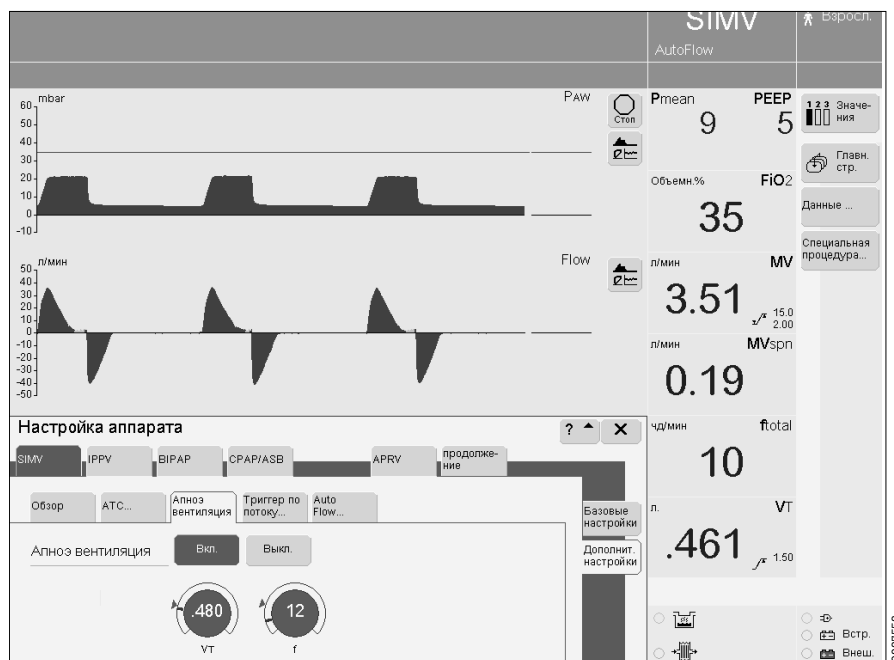 SIMV
Взросл.
AutoFlow
mbar
Paw
60
50
40
30
20
10
0
-10
Стоп
л/мин
Flow
50
40
30
20
10
0
-10
-20
-30
-40
-50
Pmean
PEEP
9
5
Объемн.%
FiO2
35
л/мин
MV
3.51
15.0
2.00
л/мин
MVspn
0.19
чд/мин
ftotal
10
л.
VT
.461
1.50
1 2 3 Значе-
ния
Главн.
стр.
Данные ...
Специальная
процедура...
Настройка аппарата
?
X
SIMV
IPPV
BIPAP
CPAP/ASB
APRV
продолже-
ние
Обзор
ATC...
Апноэ
вентиляция
Триггер по
потоку...
Auto
Flow...
Базовые
настройки
Дополнит.
настройки
Апноэ вентиляция
Вкл.
Выкл.
.480
12
VT
f
Встр.
Внеш.